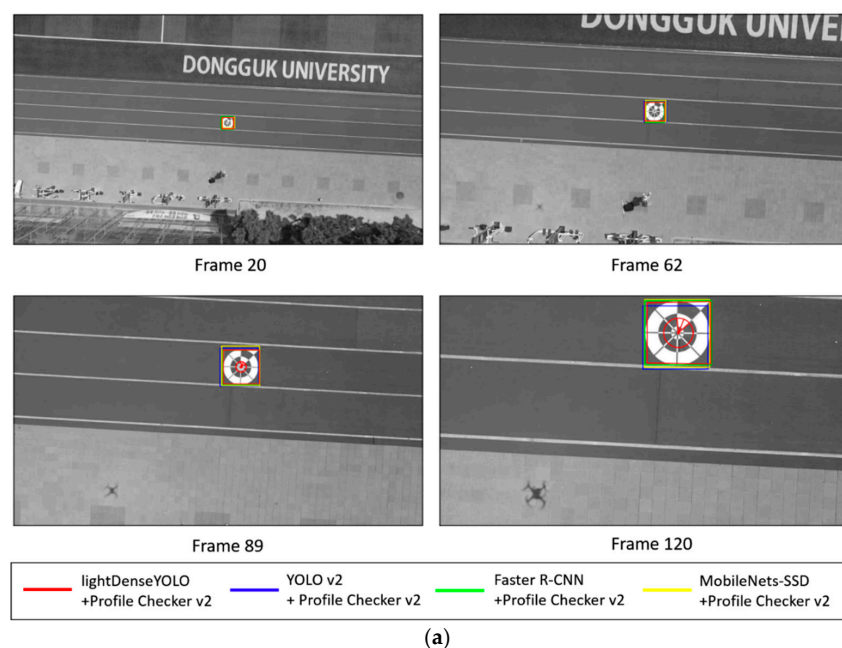 DONGGUK UNIVERSITY
DONGGUK UNIVER
Frame 20
Frame 62
Frame 89
Frame 120
lightDenseYOLO
+Profile Checker v2
YOLO v2
+ Profile Checker v2
Faster R-CNN
+Profile Checker v2
MobileNets-SSD
+Profile Checker v2
(a)